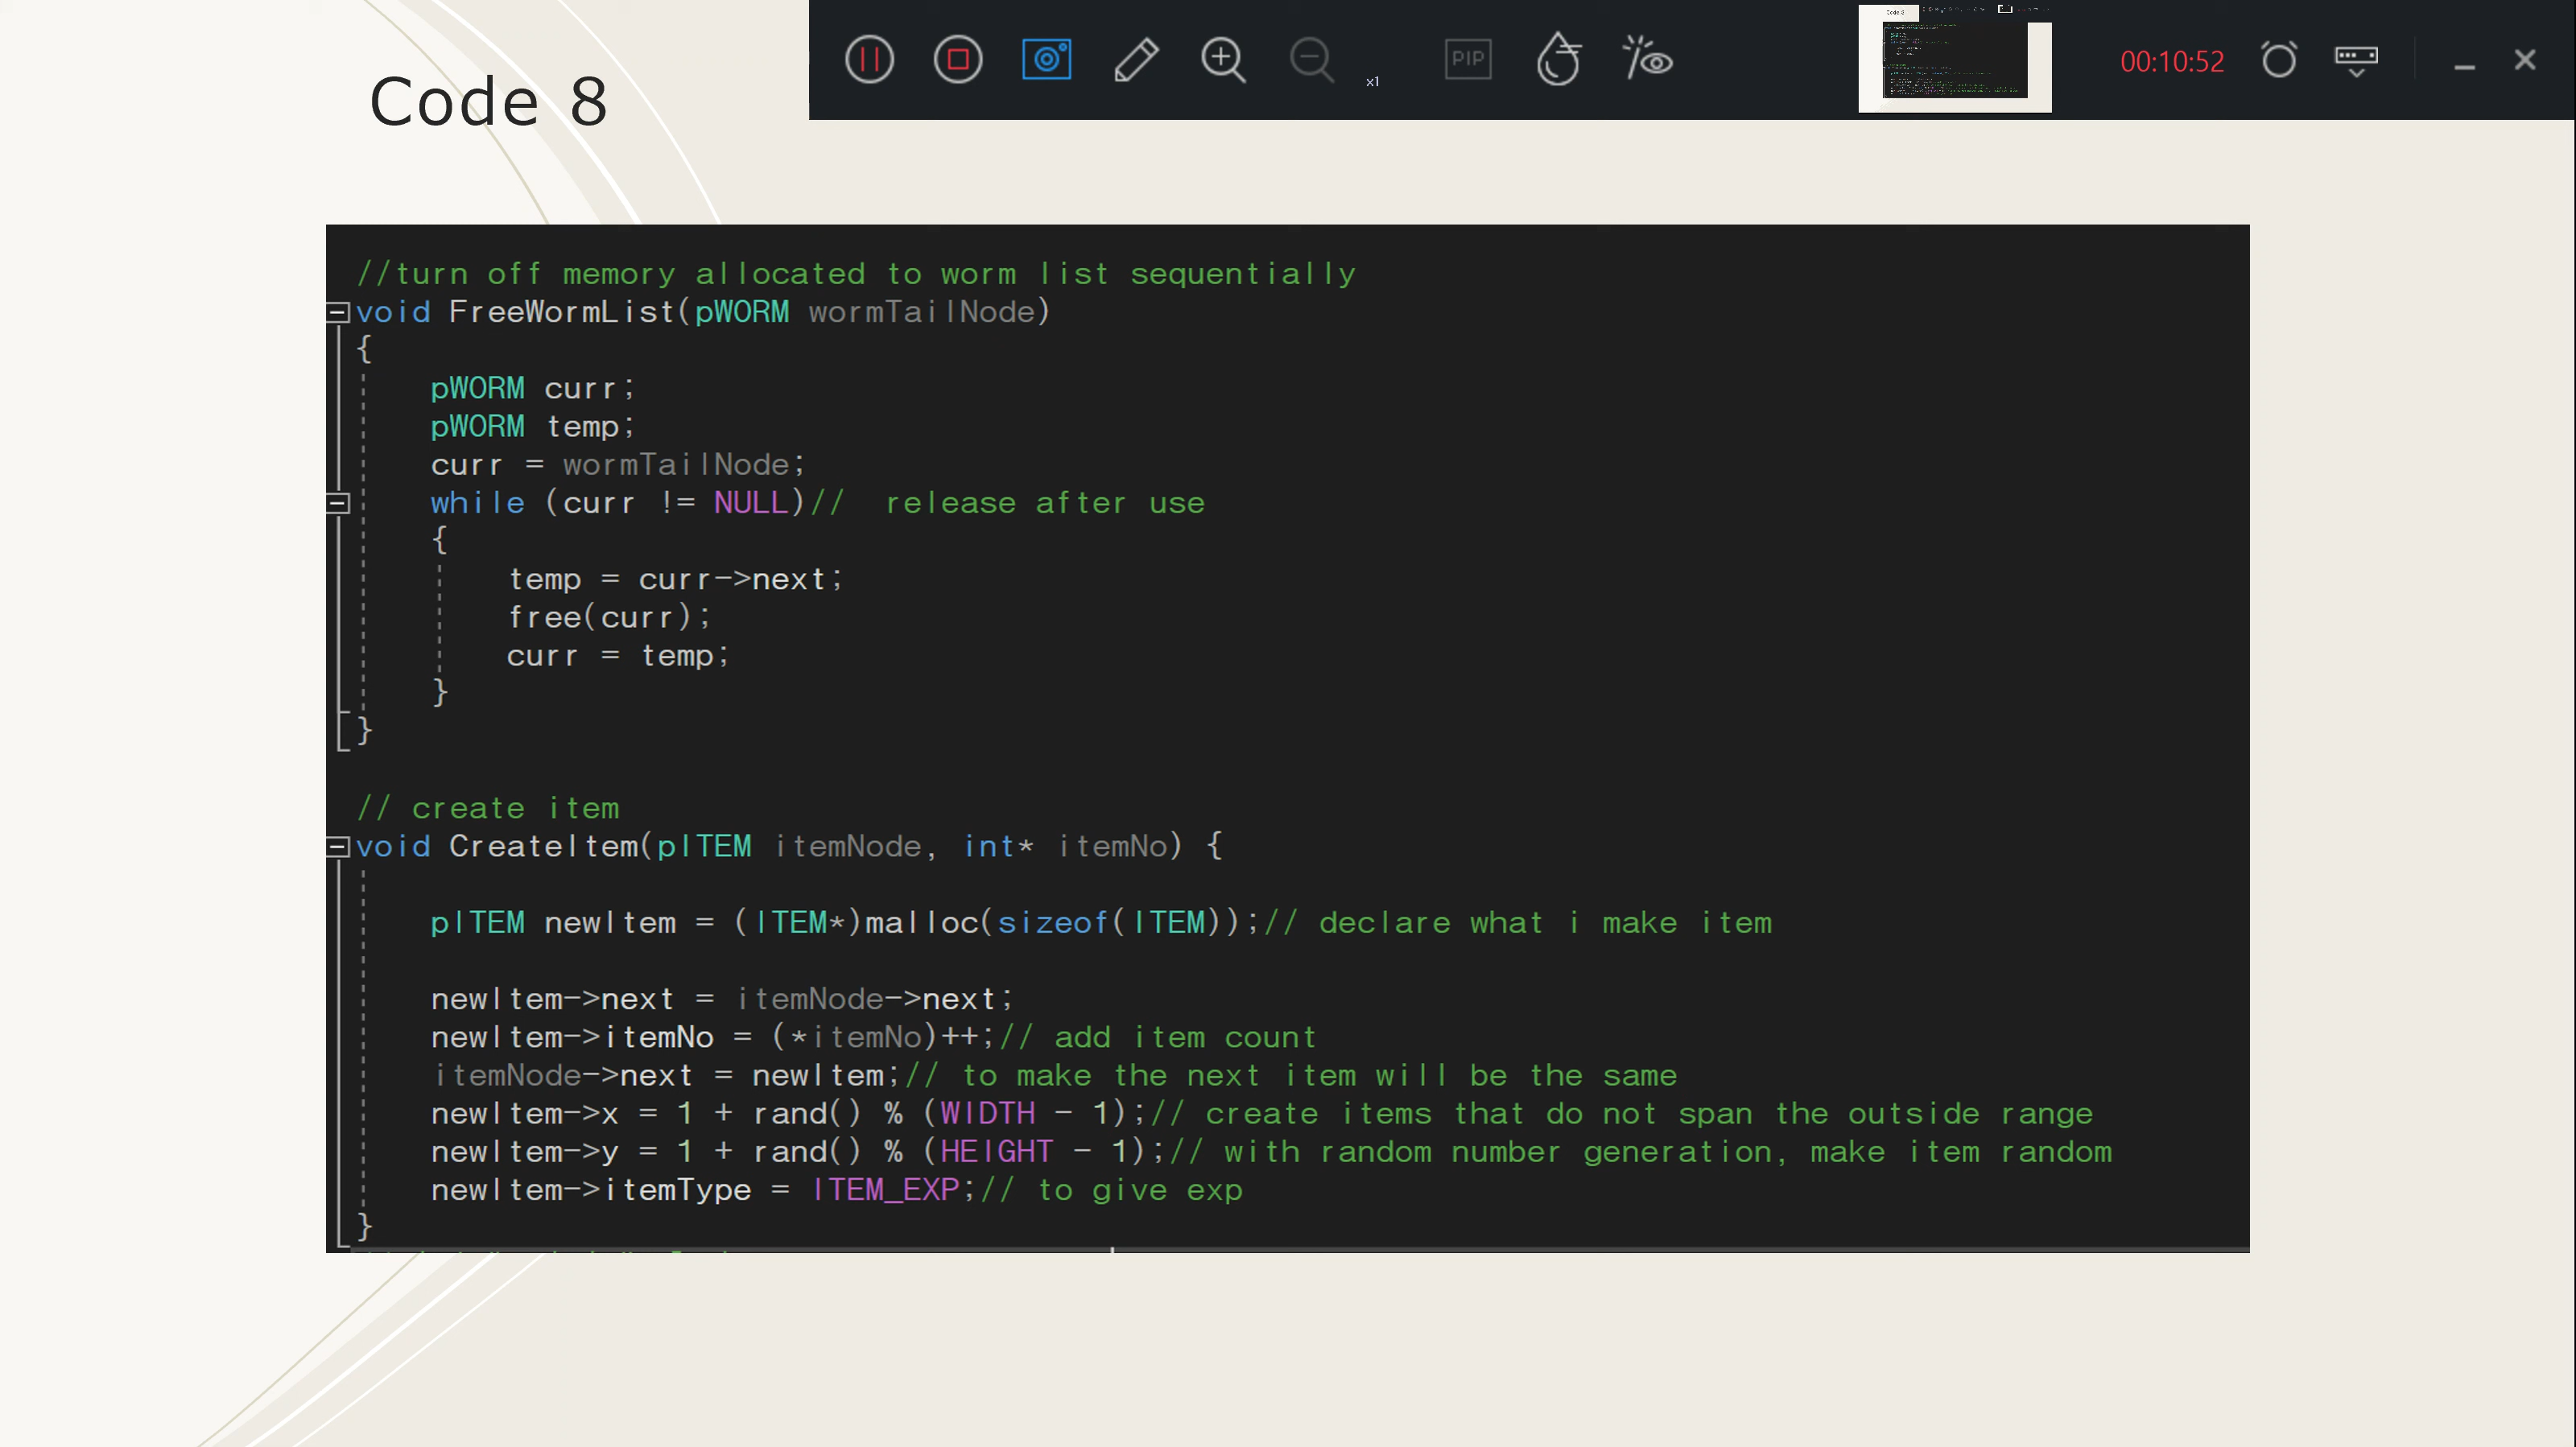 Code 8
x1
PIP
00:10:52
//turn off memory allocated to worm list sequentially
void FreeWormList(pWORM wormTailNode)
{
pWORM curr;
pWORM temp;
curr = wormTailNode;
while (curr != NULL)//  release after use
{
temp = curr->next;
free(curr);
curr = temp;
}
}
// create item
void CreateItem(pITEM itemNode, int* itemNo) {
pITEM newItem = (ITEM*)malloc(sizeof(ITEM));// declare what i make item
newItem->next = itemNode->next;
newItem->itemNo = (*itemNo)++;// add item count
itemNode->next = newItem;// to make the next item will be the same
newItem->x = 1 + rand() % (WIDTH - 1);// create items that do not span the outside range
newItem->y = 1 + rand() % (HEIGHT - 1);// with random number generation, make item random
newItem->itemType = ITEM_EXP;// to give exp
}